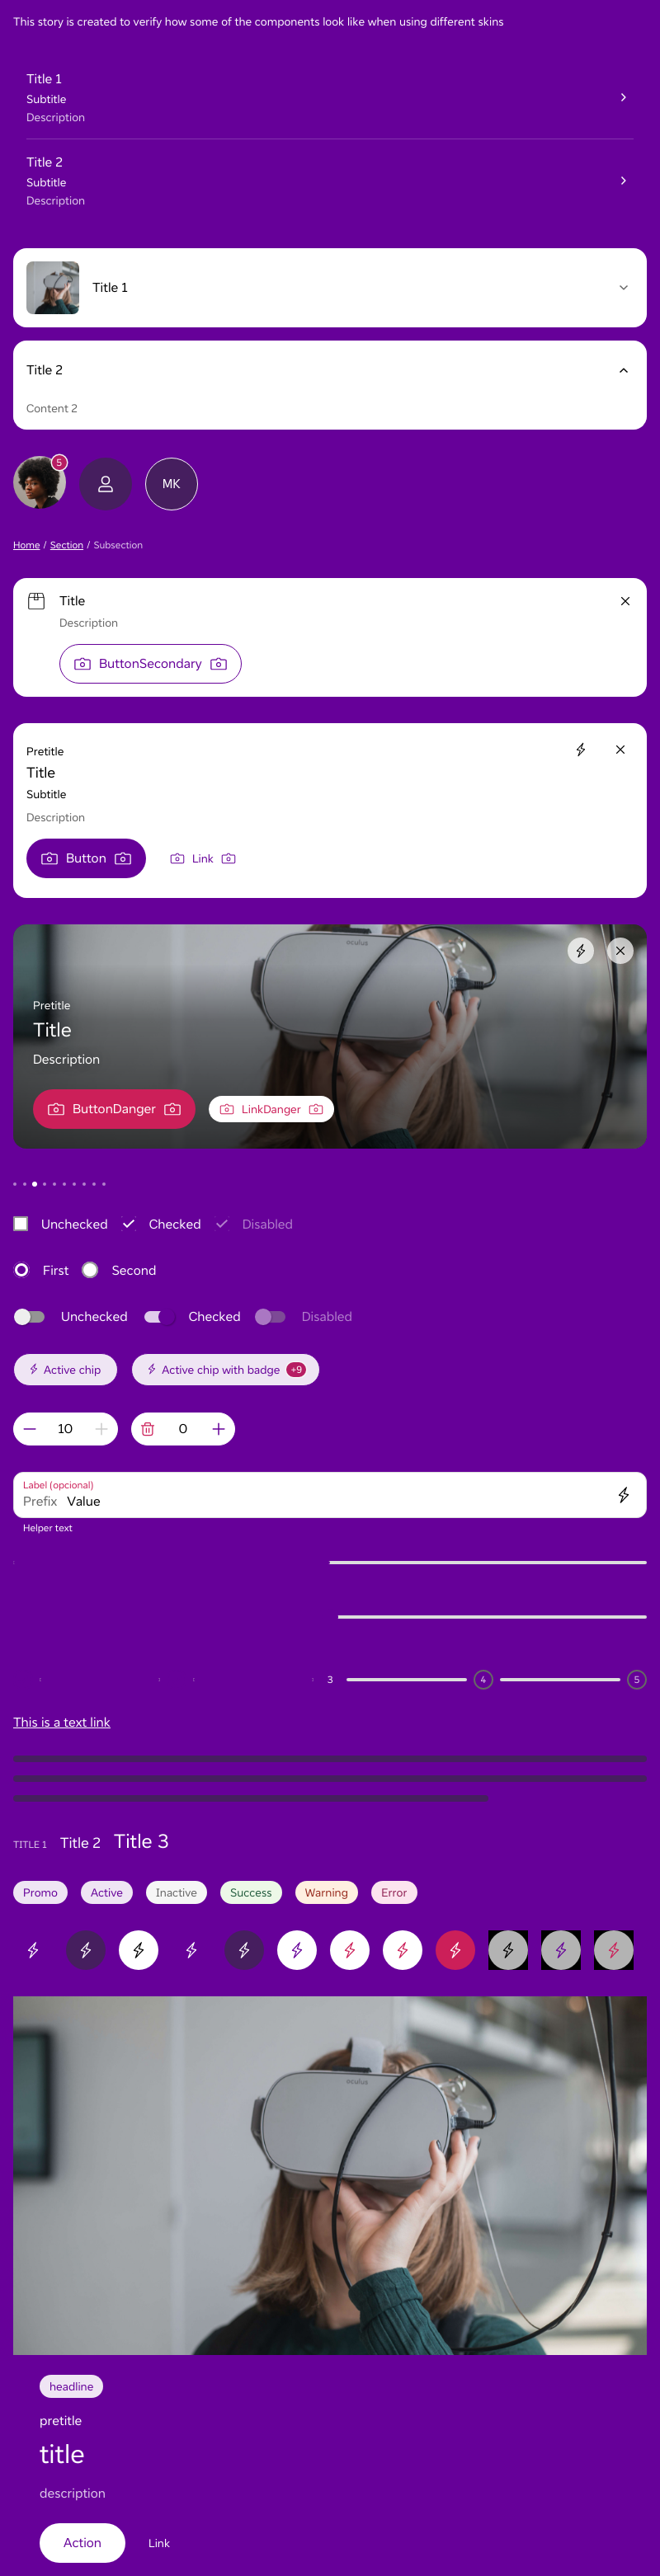 This story is created to verify how some of the components look like when using different skins
Title 1
Subtitle
Description
Title 2
Subtitle
Description
Title 1
Title 2
Content 2
5
MK
Home / Section / Subsection
Title
Description
ButtonSecondary
Pretitle
Title
Subtitle
Description
Button Link
oculus
Pretitle
Title
Description
ButtonDanger LinkDanger
Unchecked Checked Disabled
First Second
Unchecked Checked Disabled
Active chip Active chip with badge +9
10 0
Label (opcional)
Prefix Value
Helper text
3 4 5
This is a text link
TITLE 1 Title 2 Title 3
Promo Active Inactive Success Warning Error
oculus
headline
pretitle
title
description
Action Link